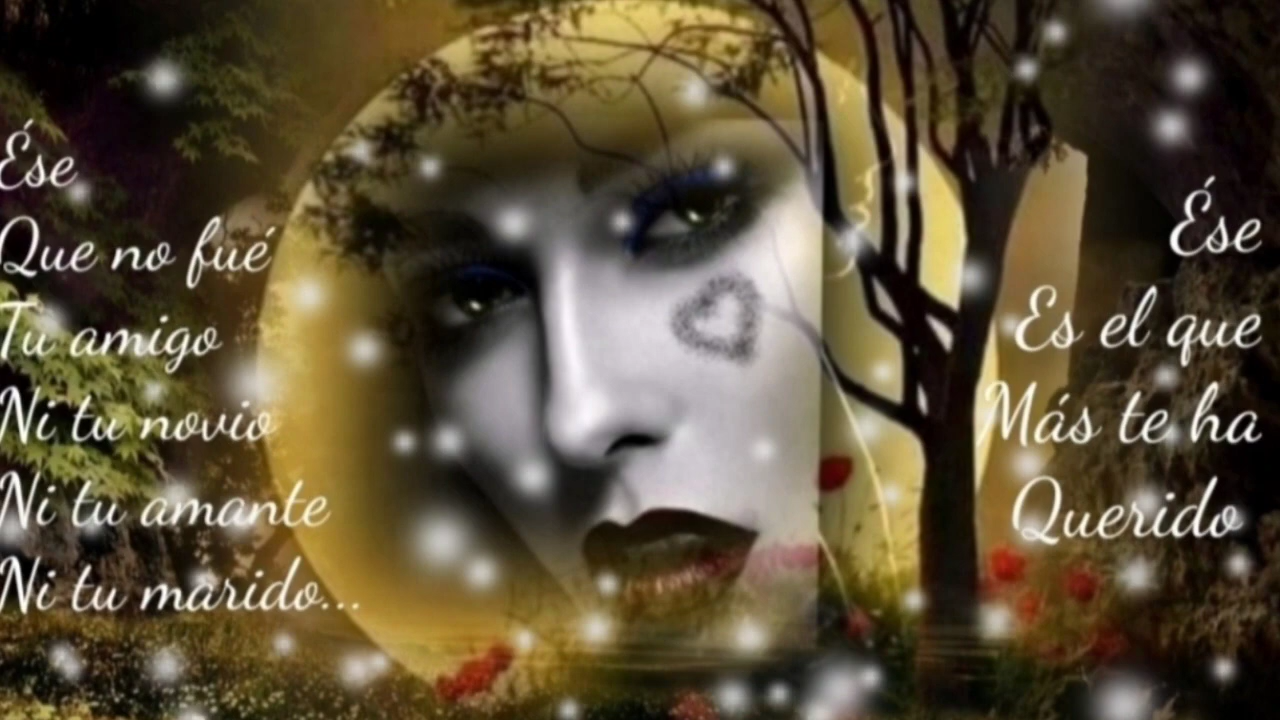 Ése
Que no fué
Tu amigo
Ni tu novio
Ni tu amante
Ni tu marido...
Ése
Es el que
Más te ha
Querido